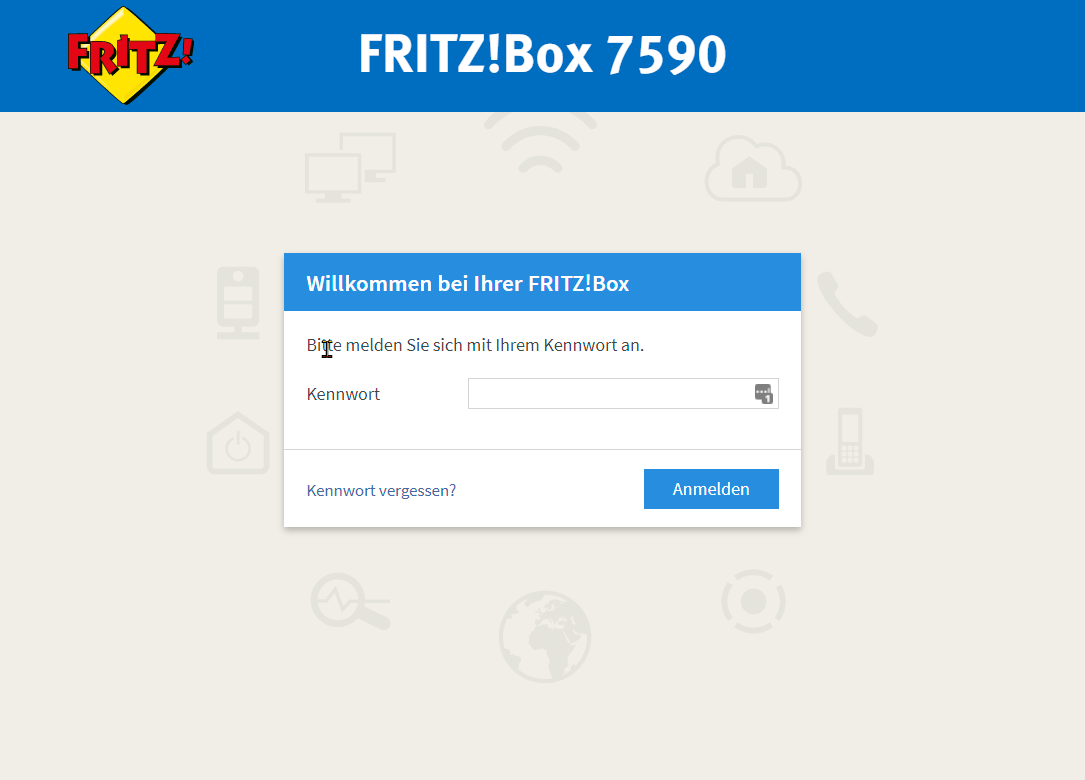 FRITZ!
FRITZ!Box 7590
Willkommen bei Ihrer FRITZ!Box
Bitte melden Sie sich mit Ihrem Kennwort an.
Kennwort
1
Kennwort vergessen?
Anmelden